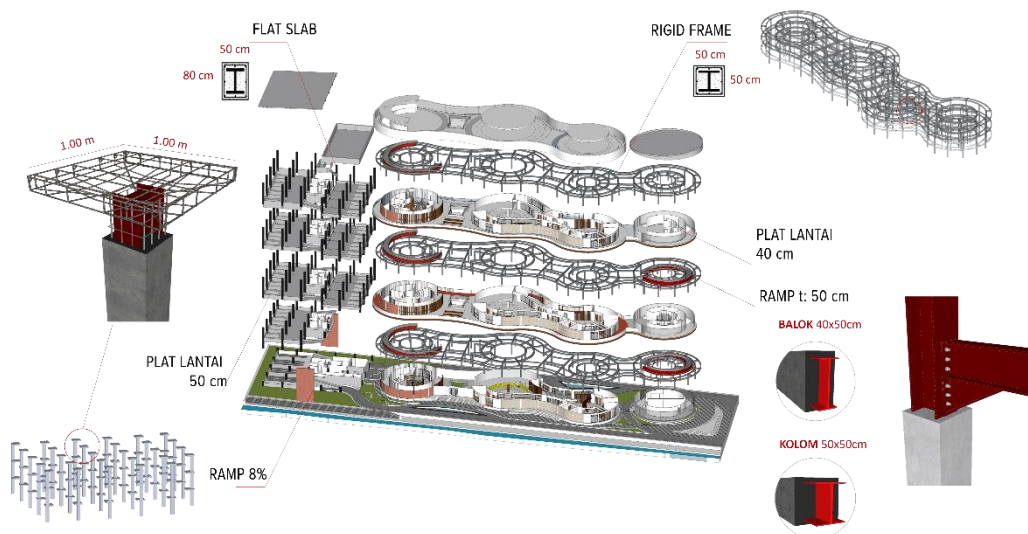 FLAT SLAB
50 cm
80 cm
RIGID FRAME
50 cm
50 cm
1.00 m
1.00 m
PLAT LANTAI
40 cm
RAMP t: 50 cm
BALOK 40x50cm
PLAT LANTAI
50 cm
RAMP 8%
KOLOM 50x50cm